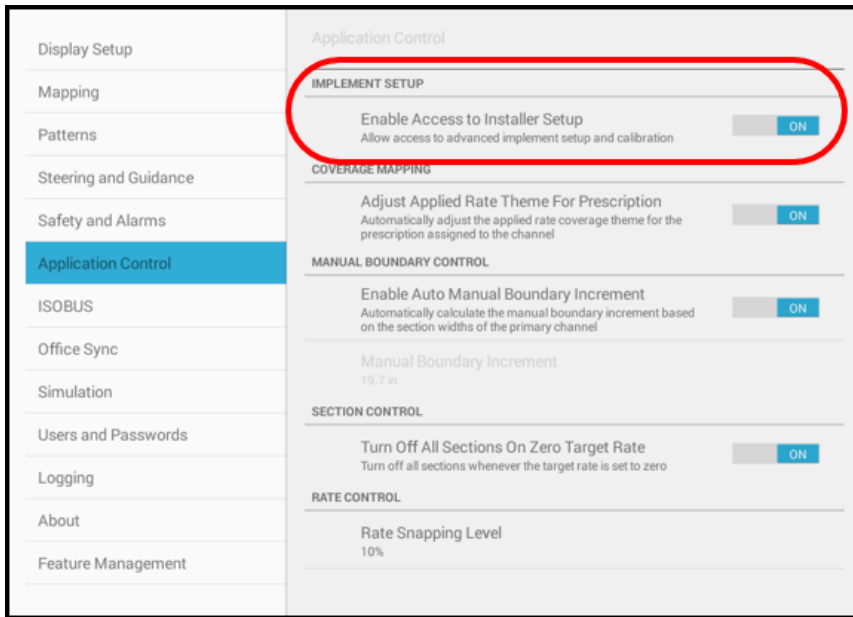 Display Setup
Mapping
Patterns
Steering and Guidance
Safety and Alarms
Application Control
ISOBUS
Office Sync
Simulation
Users and Passwords
Logging
About
Feature Management
Application Control
IMPLEMENT SETUP
Enable Access to Installer Setup
Allow access to advanced implement setup and calibration
ON
COVERAGE MAPPING
Adjust Applied Rate Theme For Prescription
Automatically adjust the applied rate coverage theme for the
prescription assigned to the channel
ON
MANUAL BOUNDARY CONTROL
Enable Auto Manual Boundary Increment
Automatically calculate the manual boundary increment based
on the section widths of the primary channel
ON
Manual Boundary Increment
19.7 in
SECTION CONTROL
Turn Off All Sections On Zero Target Rate
Turn off all sections whenever the target rate is set to zero
ON
RATE CONTROL
Rate Snapping Level
10%